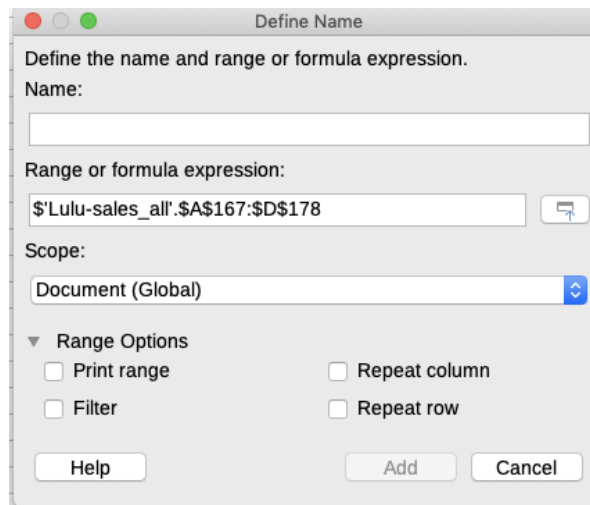 Define Name
Define the name and range or formula expression.
Name:
Range or formula expression:
$'Lulu-sales_all'.$A$167:$D$178
Scope:
Document (Global)
Range Options
Print range
Repeat column
Filter
Repeat row
Help
Add
Cancel